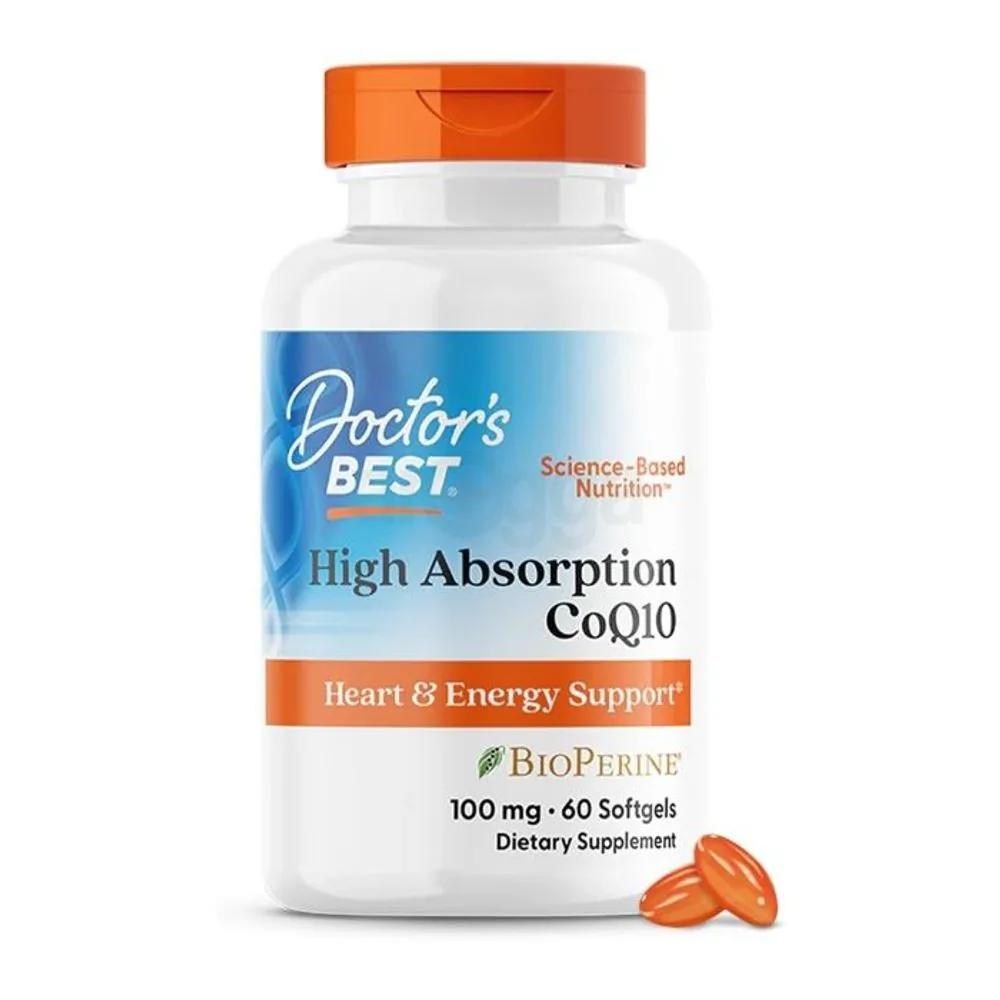 Doctor's
BEST®
Science-Based
Nutrition™
High Absorption
CoQ10
Heart & Energy Support*
BIOPERINE®
100 mg · 60 Softgels
Dietary Supplement